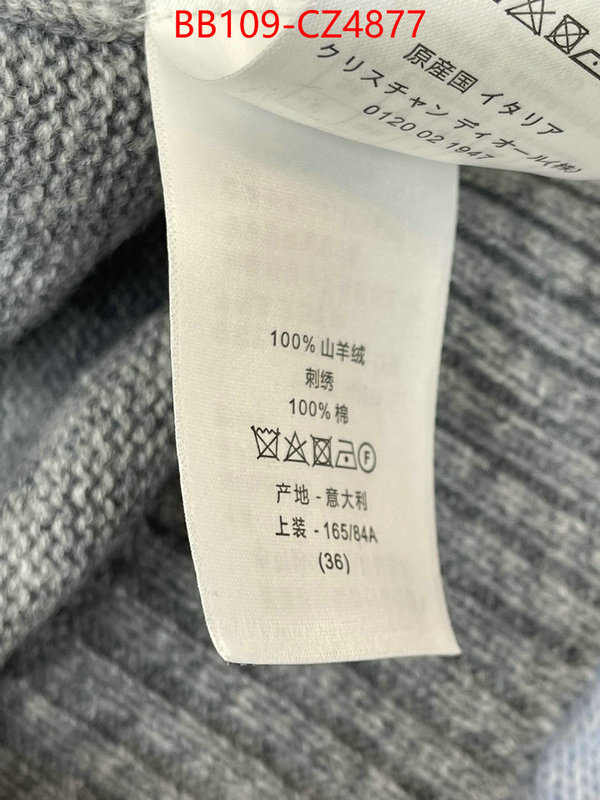 BB109-CZ4877
原産国 イタリア
クリスチャン ディオール(株)
0120 02 1947
100% 山羊绒
刺绣
100% 棉
F
产地 - 意大利
上装 - 165/84A
(36)